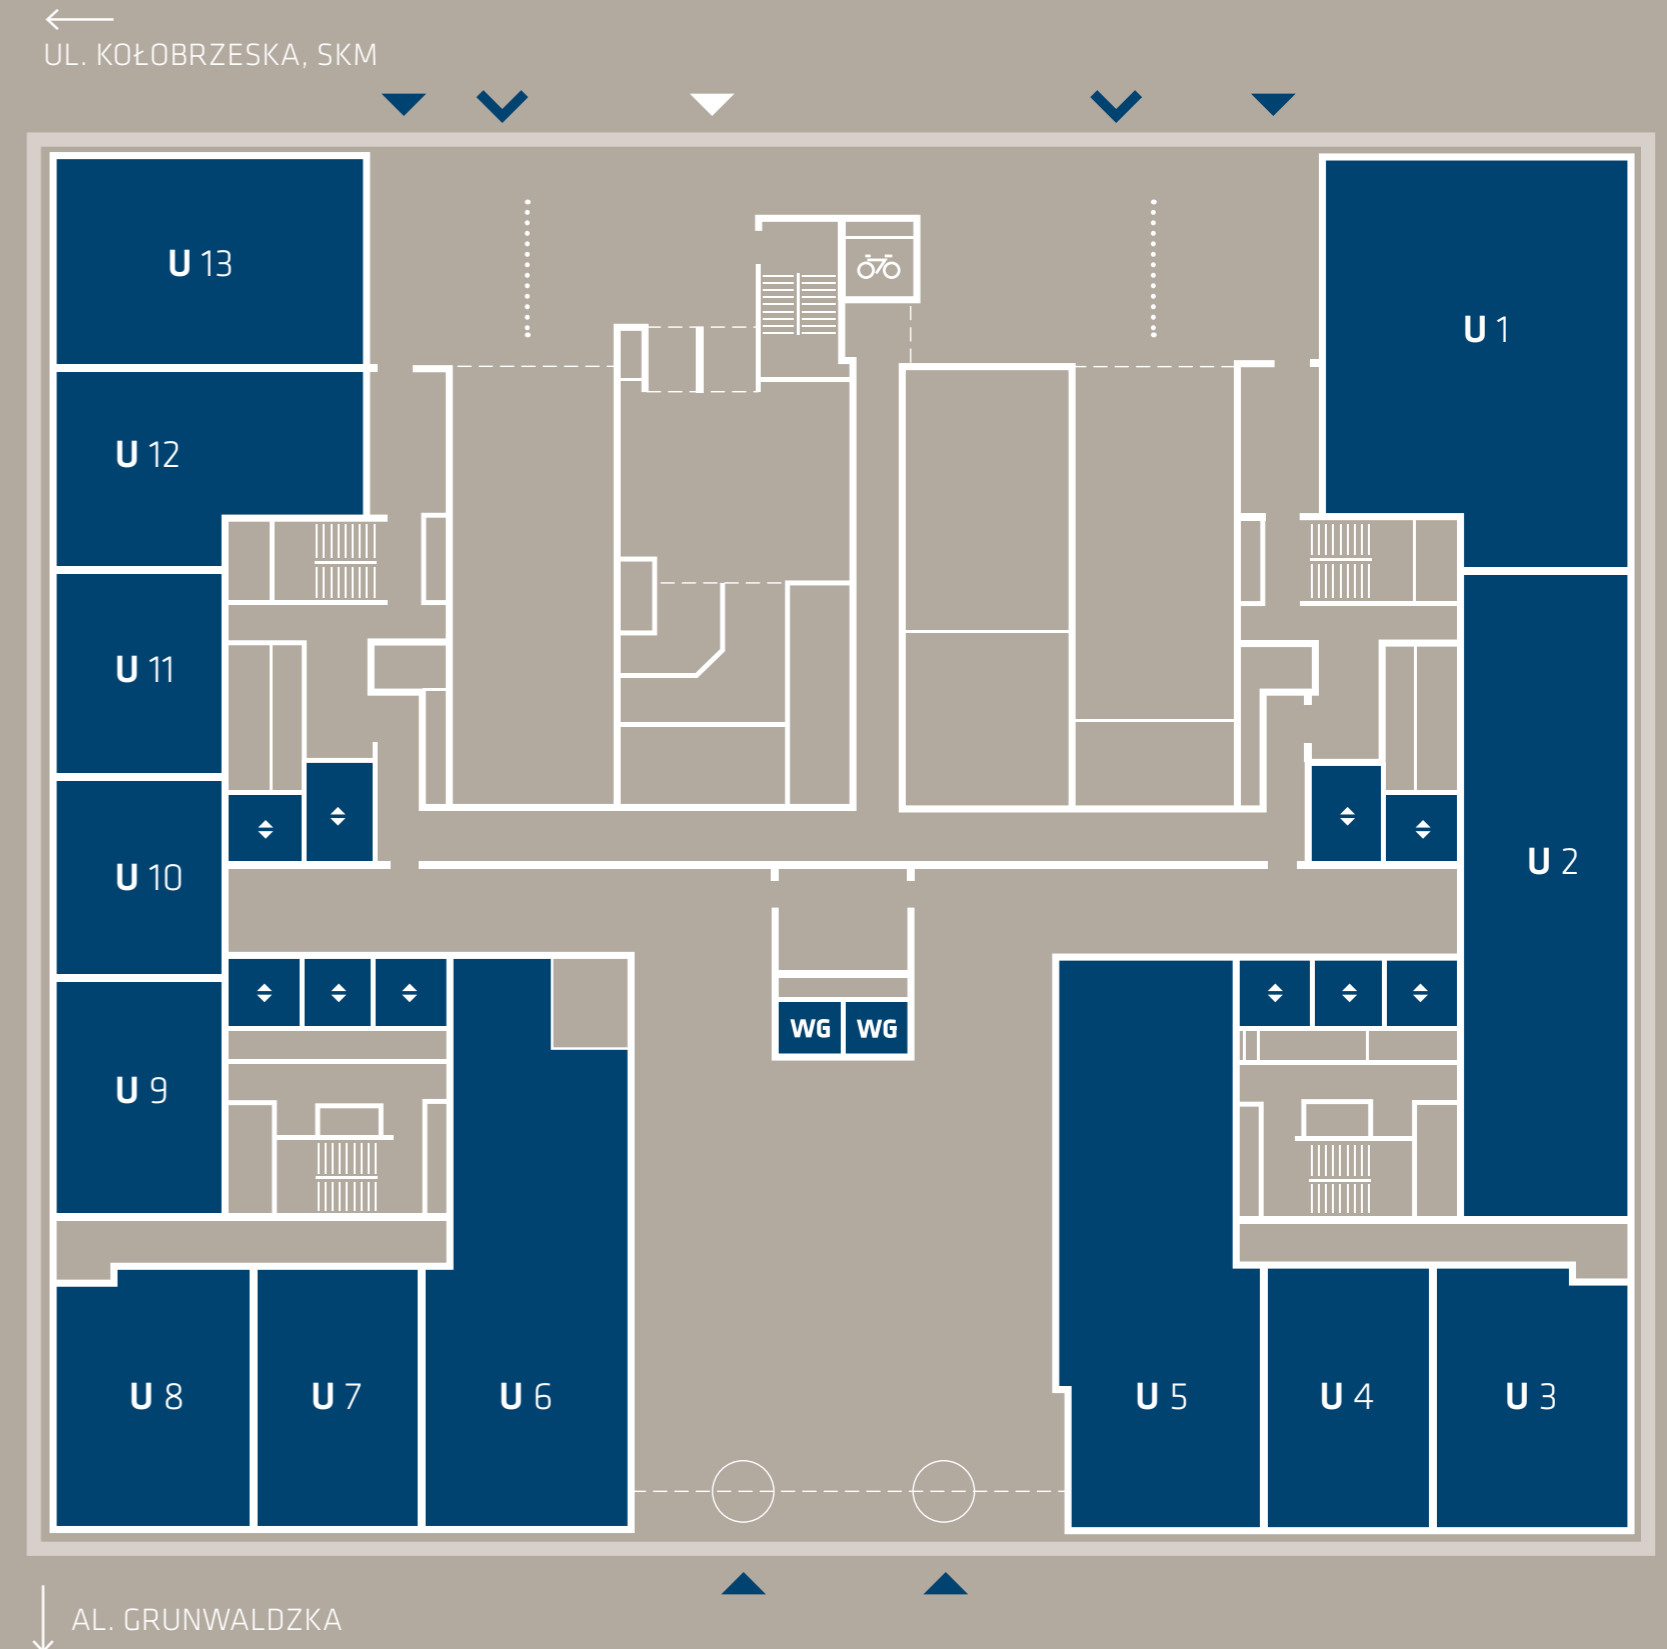 UL. KOŁOBRZESKA, SKM
U 13
U 1
U 12
U 11
U 10
U 2
WG WG
U 9
U 8
U 7
U 6
U 5
U 4
U 3
AL. GRUNWALDZKA